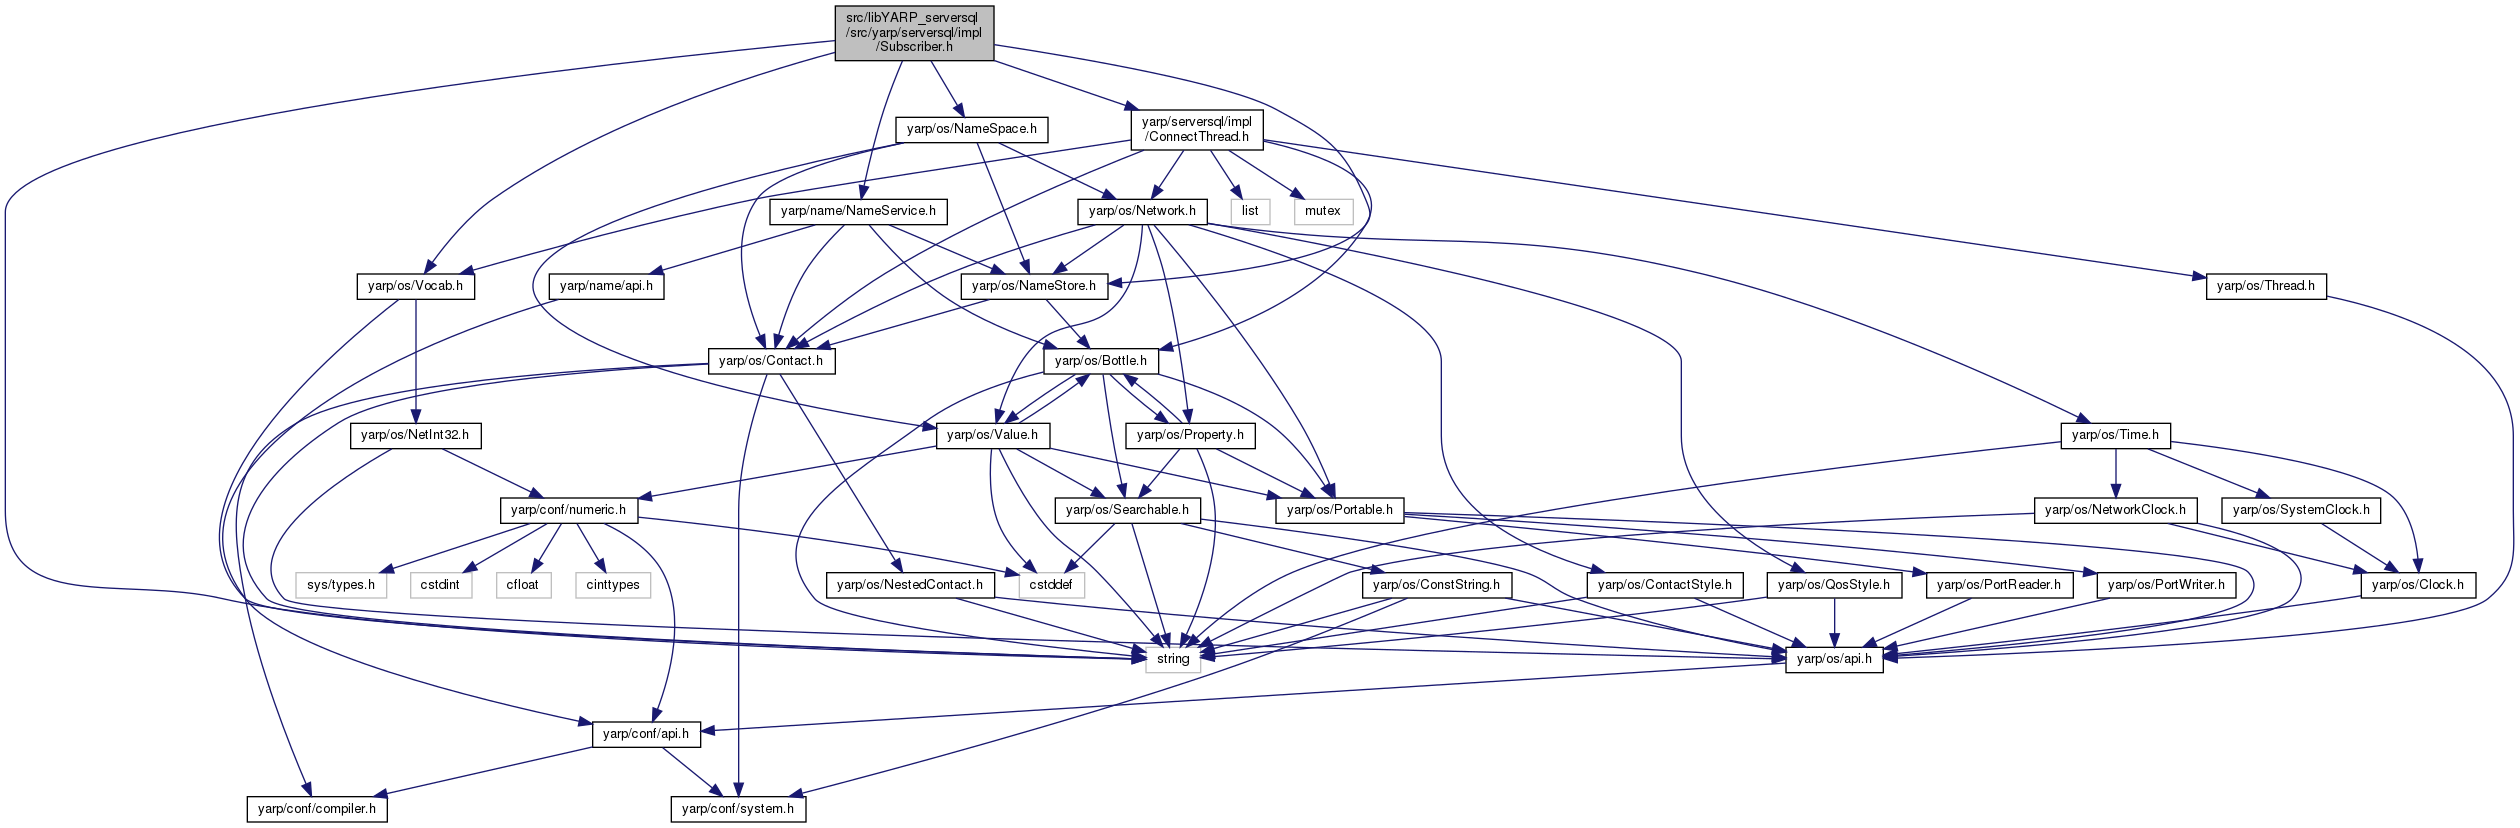 src/libYARP_serversql
/src/yarp/serversql/impl
/Subscriber.h
yarp/os/NameSpace.h
yarp/serversql/impl
/ConnectThread.h
yarp/name/NameService.h
yarp/os/Network.h
list
mutex
yarp/os/Vocab.h
yarp/name/api.h
yarp/os/NameStore.h
yarp/os/Thread.h
yarp/os/Contact.h
yarp/os/Bottle.h
yarp/os/NetInt32.h
yarp/os/Value.h
yarp/os/Property.h
yarp/os/Time.h
yarp/conf/numeric.h
yarp/os/Searchable.h
yarp/os/Portable.h
yarp/os/NetworkClock.h
yarp/os/SystemClock.h
sys/types.h
cstdint
cfloat
cinttypes
yarp/os/NestedContact.h
cstddef
yarp/os/ConstString.h
yarp/os/ContactStyle.h
yarp/os/QosStyle.h
yarp/os/PortReader.h
yarp/os/PortWriter.h
yarp/os/Clock.h
string
yarp/os/api.h
yarp/conf/api.h
yarp/conf/compiler.h
yarp/conf/system.h